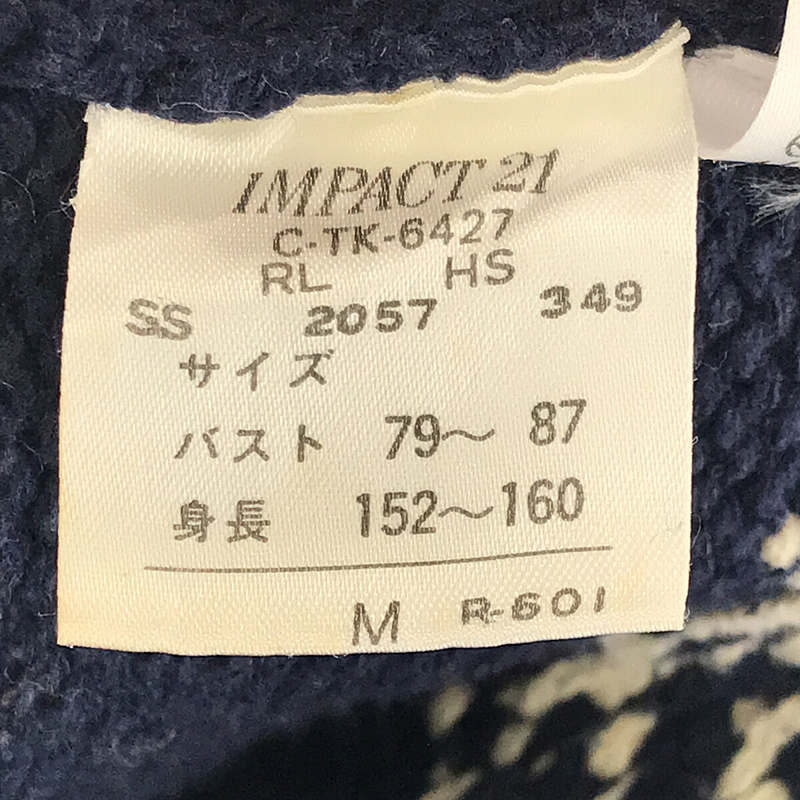 IMPACT 21
C-TK-6427
RL HS
SS 2057 349
サイズ
バスト 79〜 87
身長 152〜160
M R-601